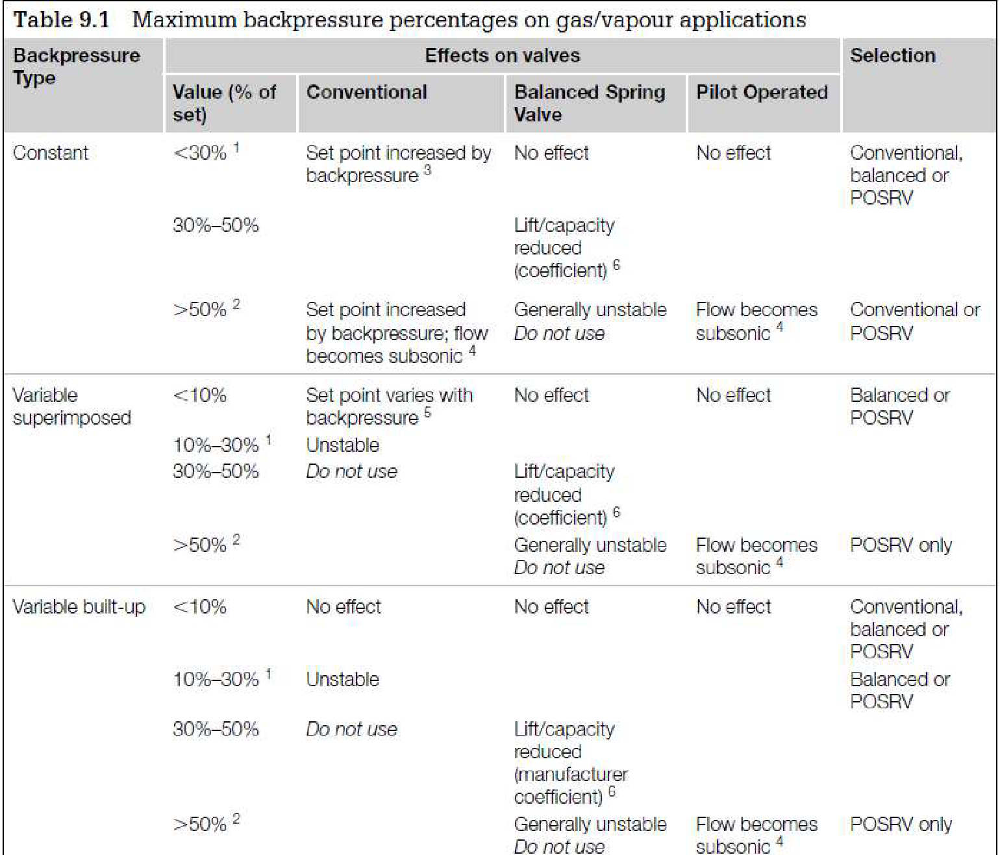 Table 9.1 Maximum backpressure percentages on gas/vapour applications
Backpressure Type
Effects on valves
Selection
Value (% of set)
Conventional
Balanced Spring Valve
Pilot Operated
Constant
<30% 1
Set point increased by
backpressure 3
No effect
No effect
Conventional,
balanced or
POSRV
30%–50%
Lift/capacity
reduced
(coefficient) 6
>50% 2
Set point increased
by backpressure; flow
becomes subsonic 4
Generally unstable
Do not use
Flow becomes
subsonic 4
Conventional or
POSRV
Variable
superimposed
<10%
Set point varies with
backpressure 5
No effect
No effect
Balanced or
POSRV
10%–30% 1
Unstable
30%–50%
Do not use
Lift/capacity
reduced
(coefficient) 6
>50% 2
Generally unstable
Do not use
Flow becomes
subsonic 4
POSRV only
Variable built-up
<10%
No effect
No effect
No effect
Conventional,
balanced or
POSRV
10%–30% 1
Unstable
Balanced or
POSRV
30%–50%
Do not use
Lift/capacity
reduced
(manufacturer
coefficient) 6
>50% 2
Generally unstable
Do not use
Flow becomes
subsonic 4
POSRV only